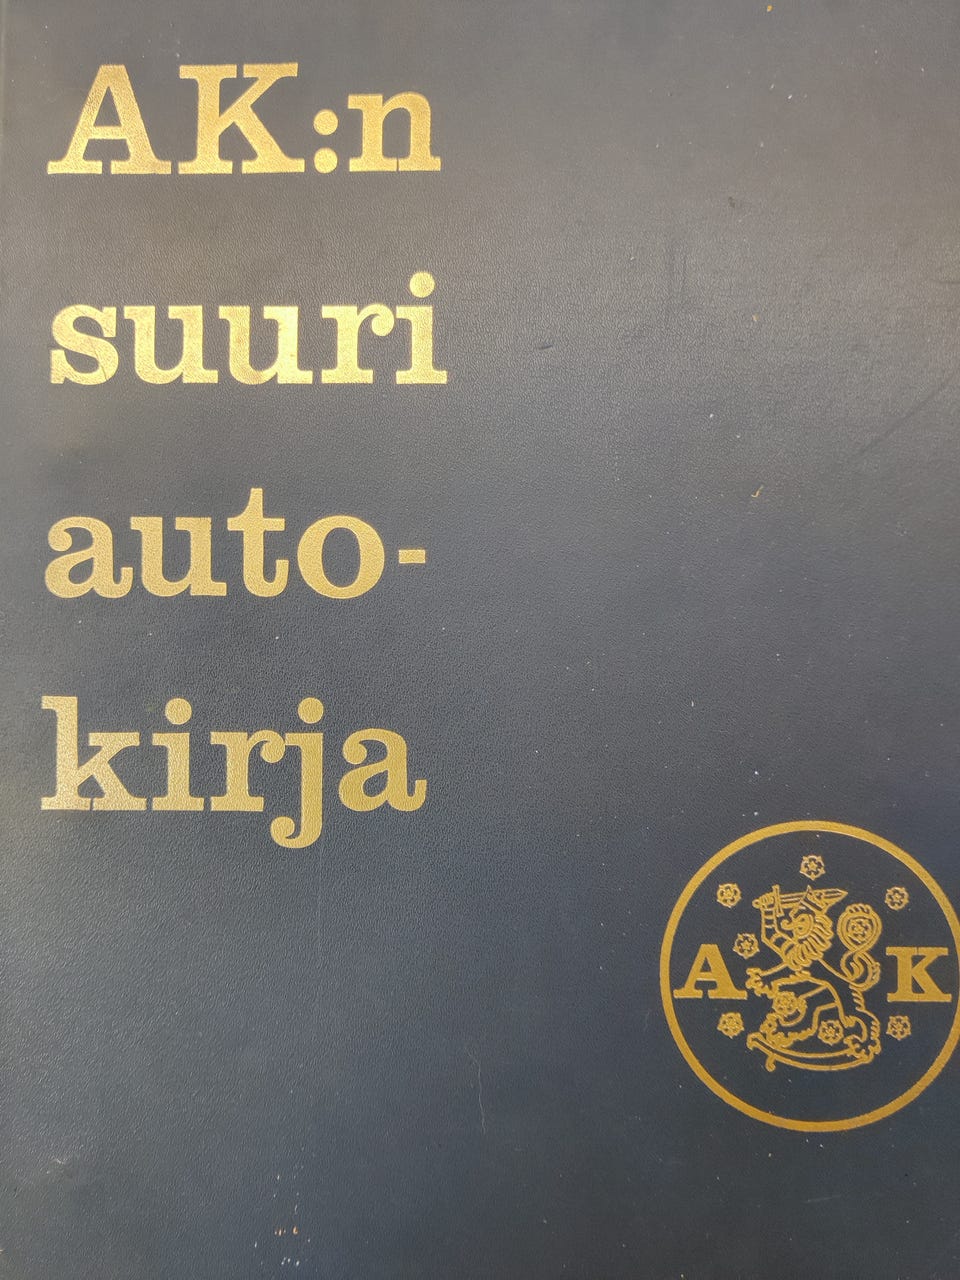 AK:n
suuri
auto-
kirja
A K